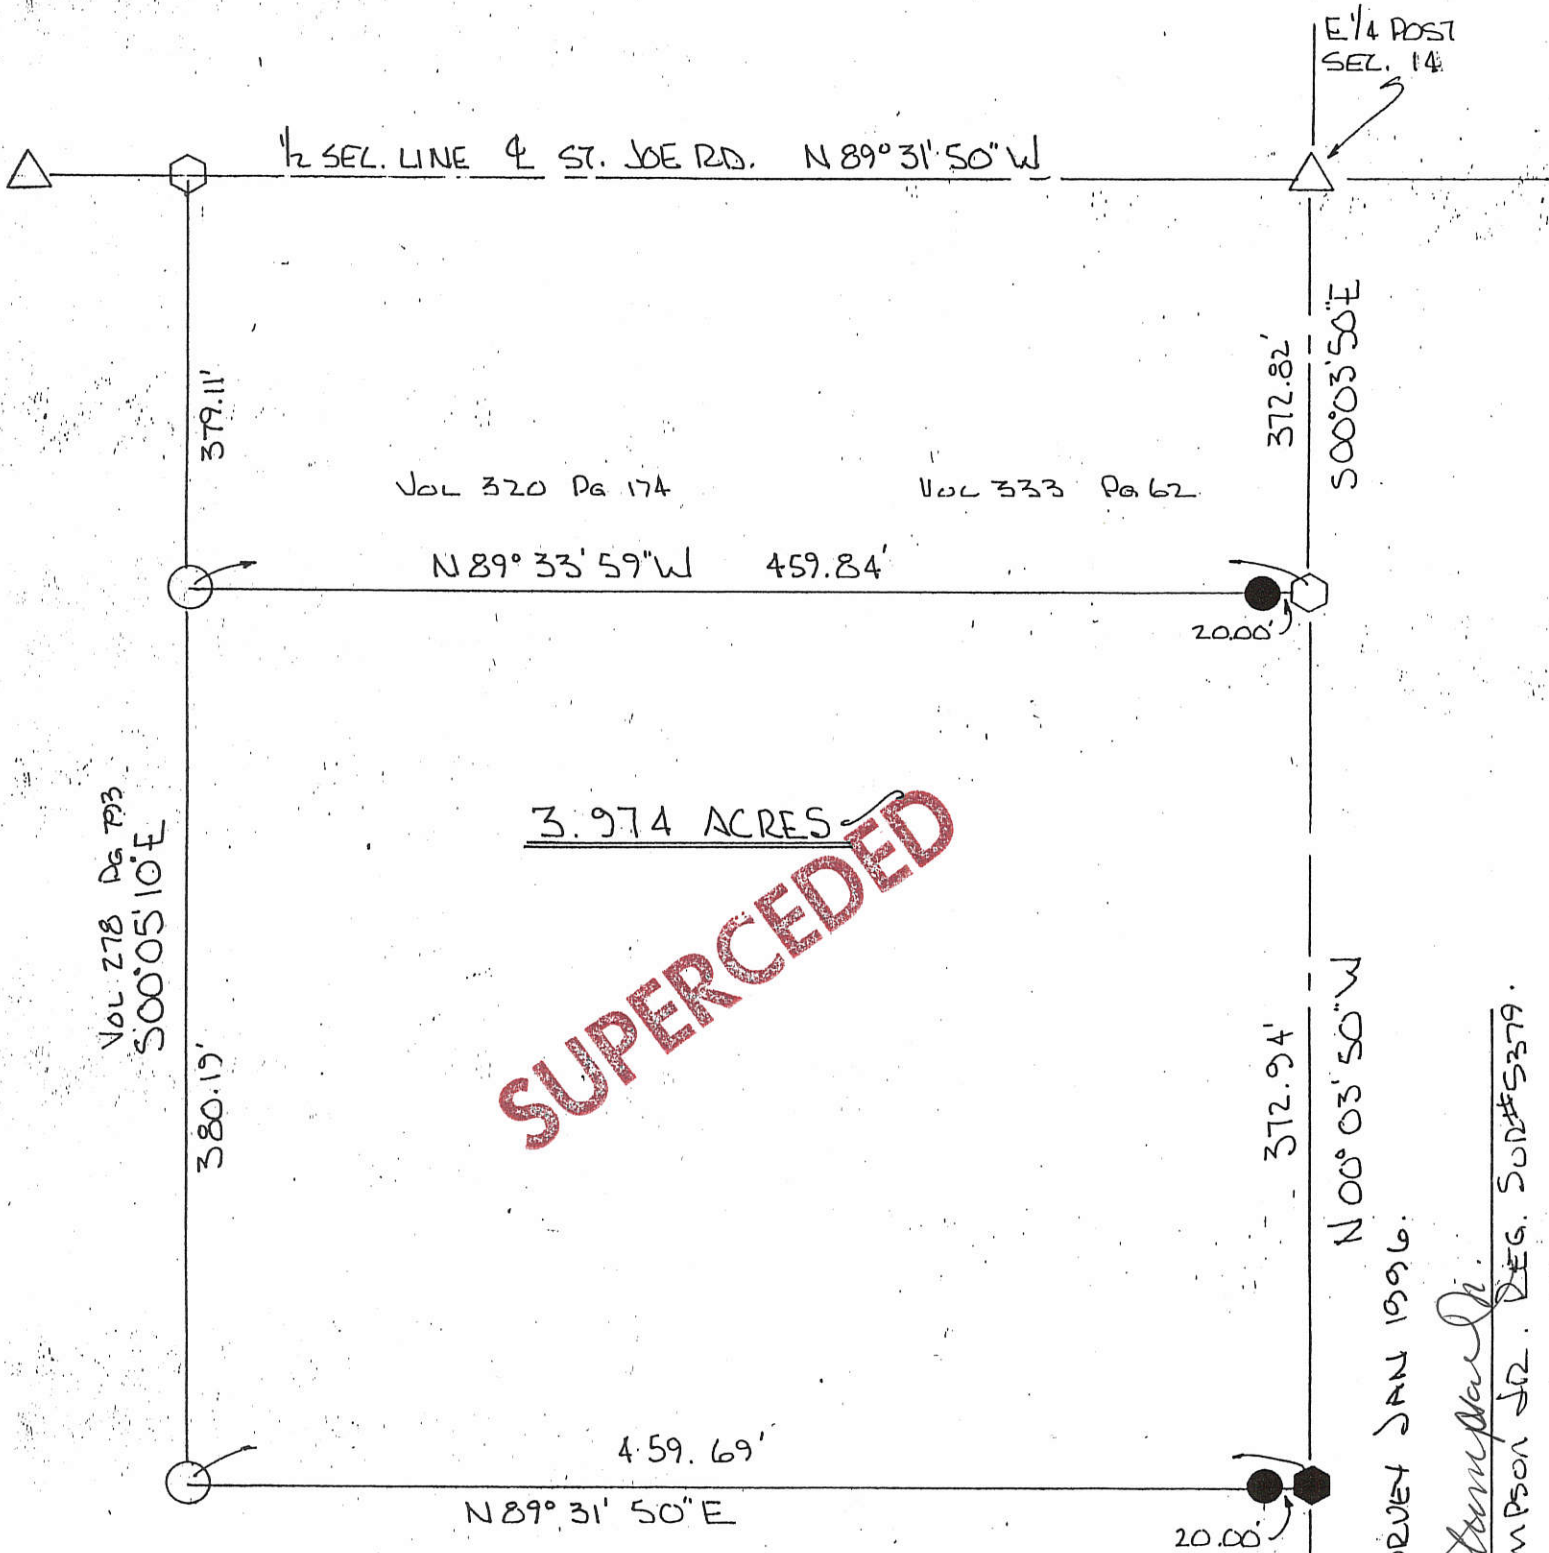 E 1/4 POST
SEC. 14
1/2 SEC. LINE ℄ ST. JOE RD. N 89° 31' 50" W
379.11'
372.82'
S 00° 03' 50" E
VOL 320 PG 174
VOL 333 PG 62
N 89° 33' 59" W 459.84'
20.00'
3.974 ACRES
SUPERCEDED
VOL 278 PG 793
S 00° 05' 10" E
380.19'
372.94'
N 00° 03' 50" W
459.69'
N 89° 31' 50" E
20.00'
RVEY JAN 1996.
MPSON JR. REG. SUR #5379.